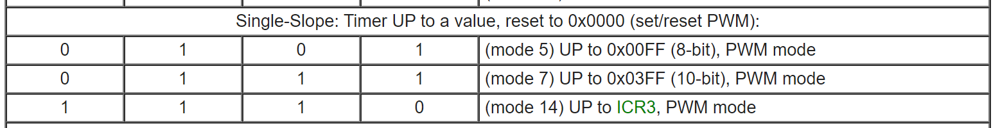 Single-Slope: Timer UP to a value, reset to 0x0000 (set/reset PWM):
0 1 0 1 (mode 5) UP to 0x00FF (8-bit), PWM mode
0 1 1 1 (mode 7) UP to 0x03FF (10-bit), PWM mode
1 1 1 0 (mode 14) UP to ICR3, PWM mode